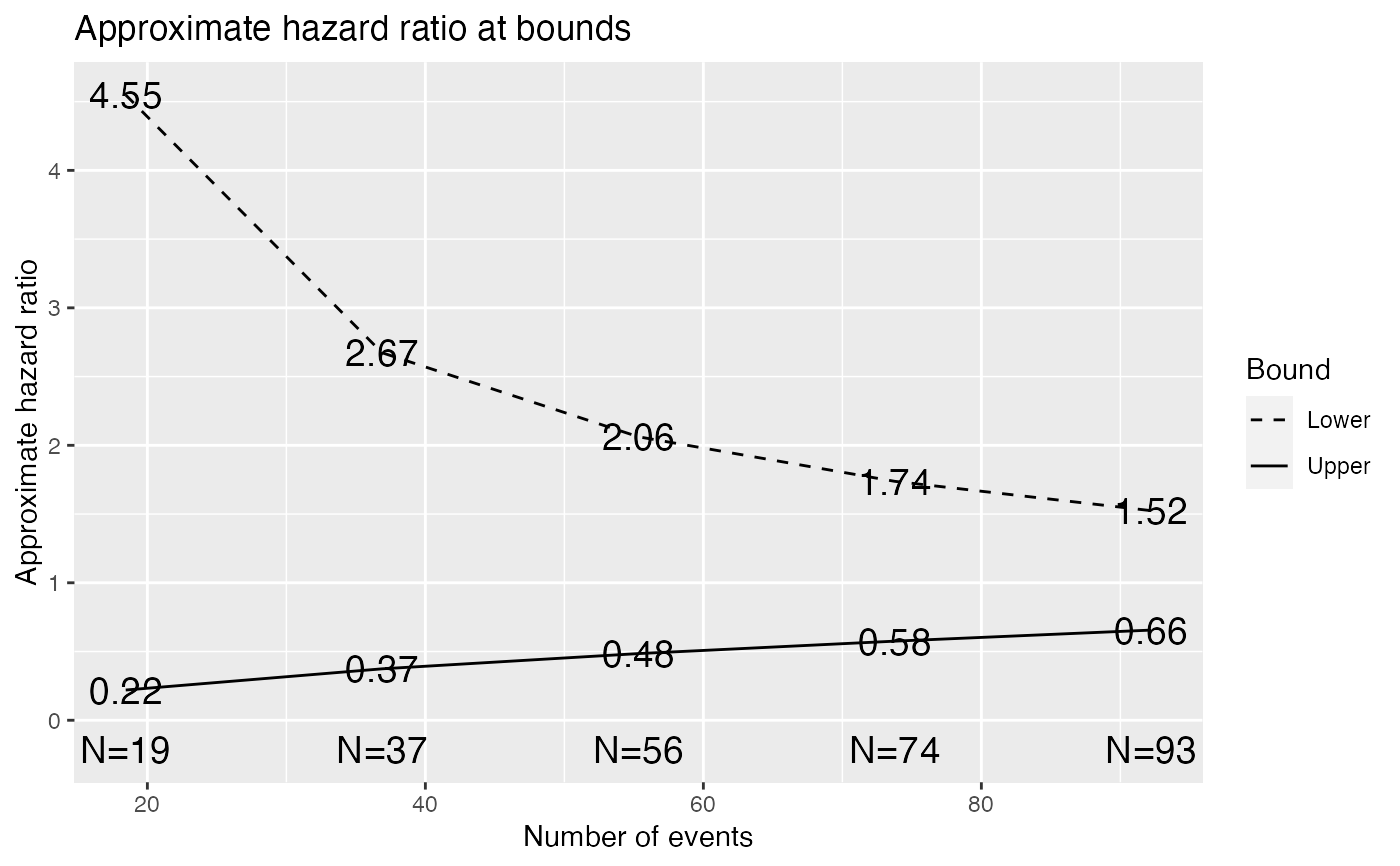 Approximate hazard ratio at bounds
Approximate hazard ratio
4
3
2
1
0
4.55
2.67
2.06
1.74
1.52
0.22
0.37
0.48
0.58
0.66
N=19
N=37
N=56
N=74
N=93
20
40
60
80
Number of events
Bound
Lower
Upper